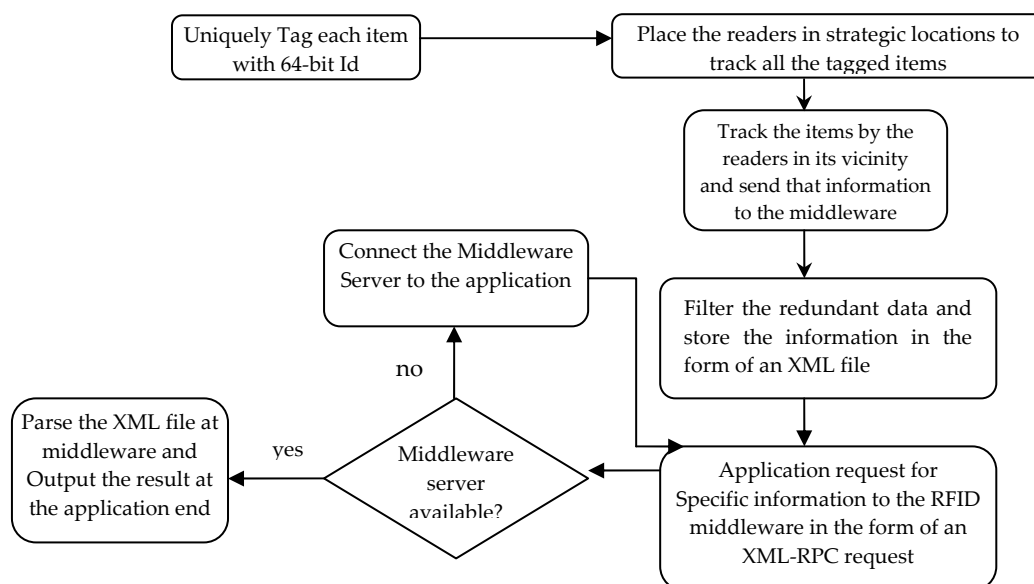 Uniquely Tag each item
with 64-bit Id
Place the readers in strategic locations to
track all the tagged items
Track the items by the
readers in its vicinity
and send that information
to the middleware
Connect the Middleware
Server to the application
Filter the redundant data and
store the information in the
form of an XML file
no
Parse the XML file at
middleware and
Output the result at
the application end
yes
Middleware
server
available?
Application request for
Specific information to the RFID
middleware in the form of an
XML-RPC request